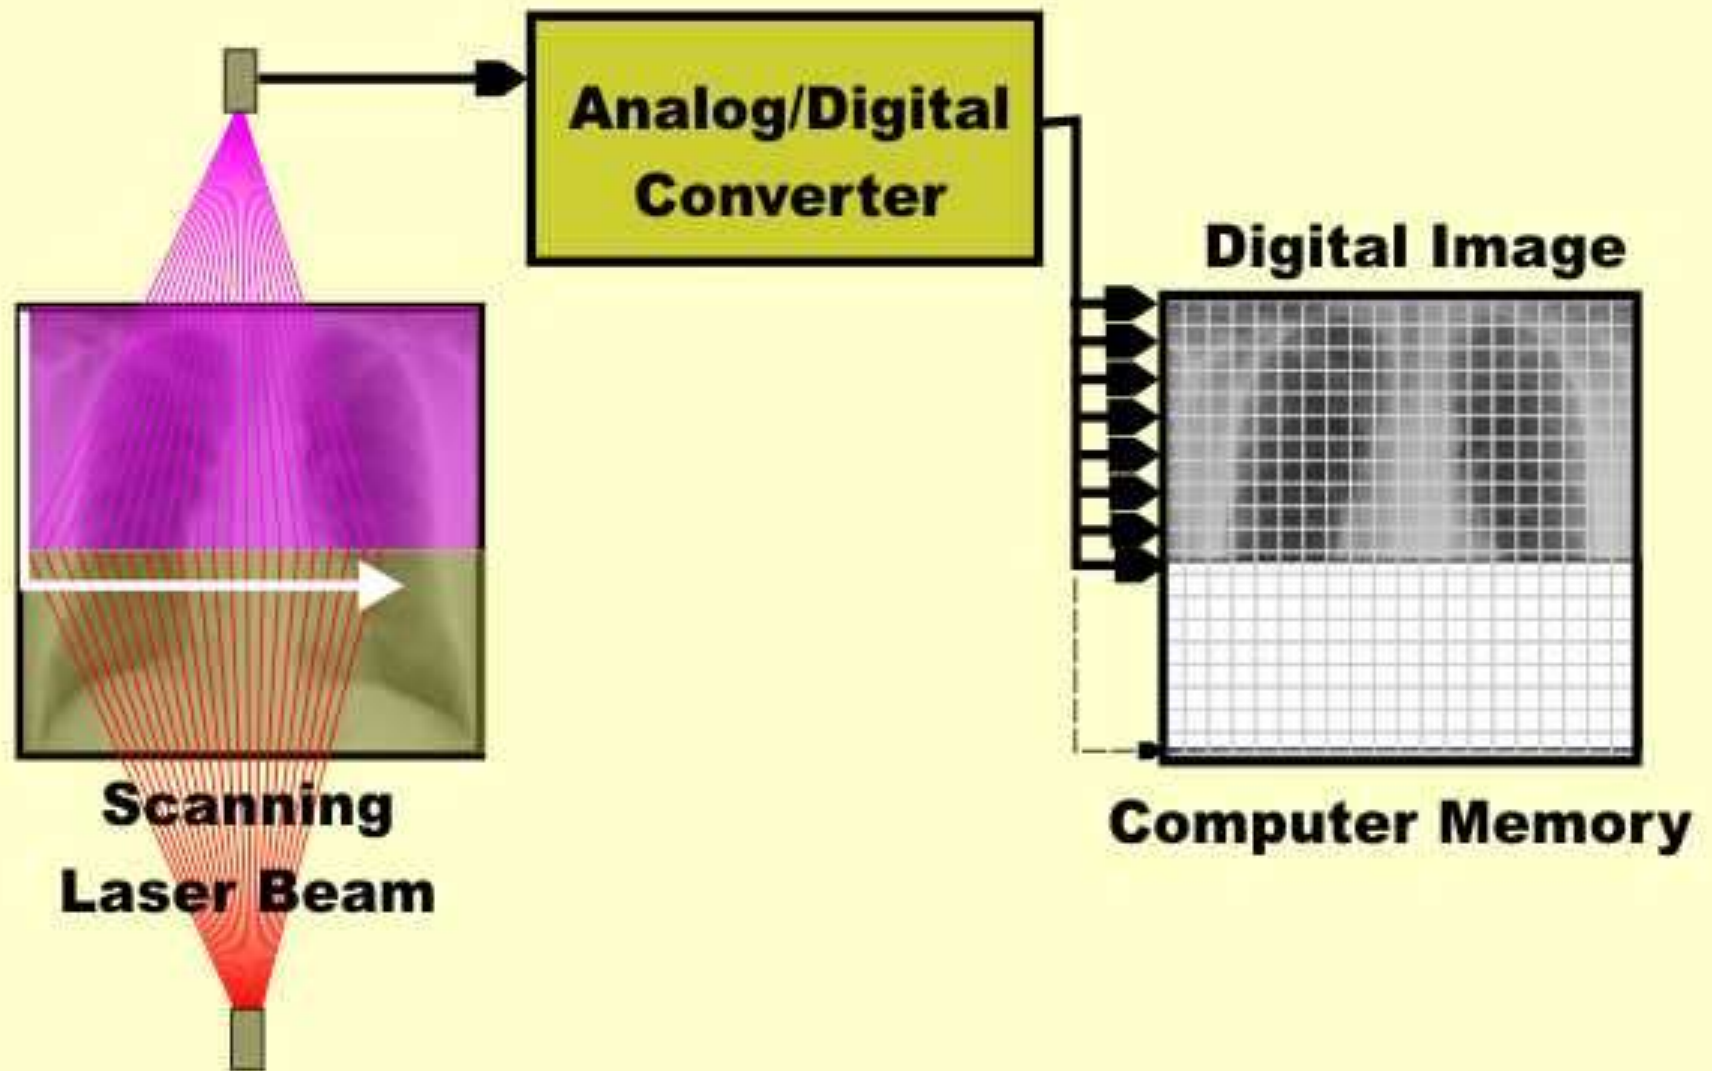 Analog/Digital
Converter
Digital Image
Scanning
Laser Beam
Computer Memory